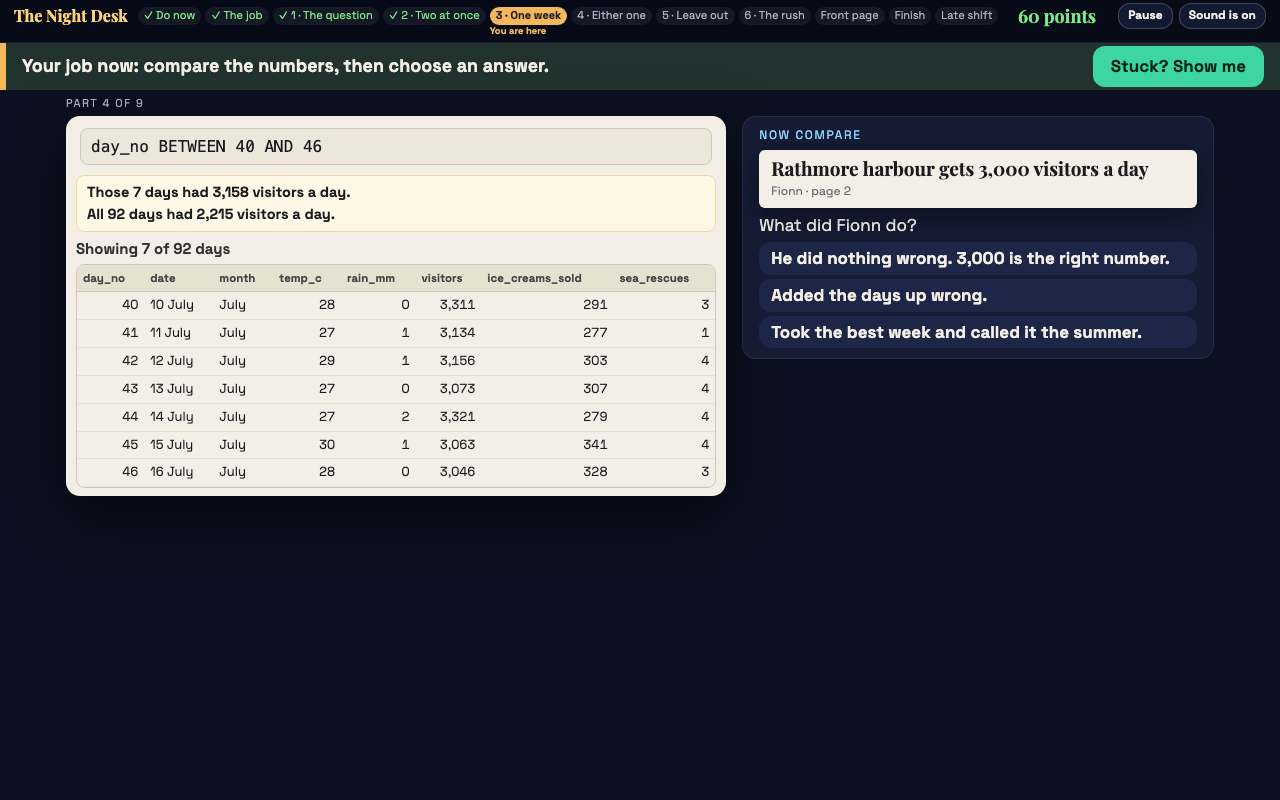 The Night Desk
✓ Do now
✓ The job
✓ 1 · The question
✓ 2 · Two at once
3 · One week
4 · Either one
5 · Leave out
6 · The rush
Front page
Finish
Late shift
You are here
60 points
Pause
Sound is on
Your job now: compare the numbers, then choose an answer.
Stuck? Show me
PART 4 OF 9
day_no BETWEEN 40 AND 46
Those 7 days had 3,158 visitors a day.
All 92 days had 2,215 visitors a day.
Showing 7 of 92 days
day_no date month temp_c rain_mm visitors ice_creams_sold sea_rescues
40 10 July July 28 0 3,311 291 3
41 11 July July 27 1 3,134 277 1
42 12 July July 29 1 3,156 303 4
43 13 July July 27 0 3,073 307 4
44 14 July July 27 2 3,321 279 4
45 15 July July 30 1 3,063 341 4
46 16 July July 28 0 3,046 328 3
NOW COMPARE
Rathmore harbour gets 3,000 visitors a day
Fionn · page 2
What did Fionn do?
He did nothing wrong. 3,000 is the right number.
Added the days up wrong.
Took the best week and called it the summer.